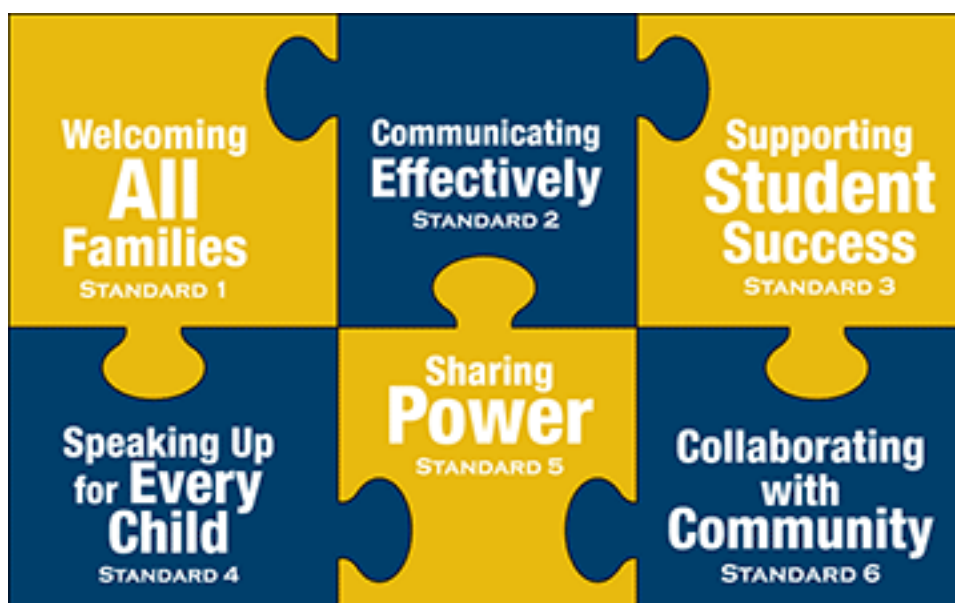 Welcoming
All
Families
STANDARD 1
Communicating
Effectively
STANDARD 2
Supporting
Student
Success
STANDARD 3
Speaking Up
for Every
Child
STANDARD 4
Sharing
Power
STANDARD 5
Collaborating
with
Community
STANDARD 6